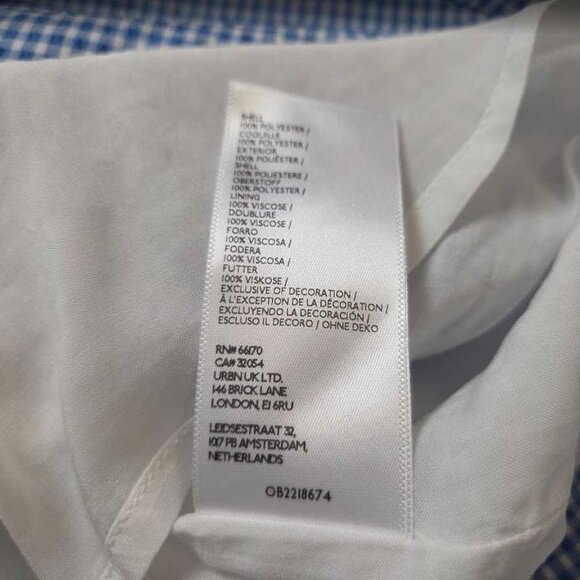 SHELL
100% POLYESTER /
COQUILLE
100% POLYESTER /
EXTERIOR
100% POLIÉSTER /
SHELL
100% POLIESTERE /
OBERSTOFF
100% POLYESTER /
LINING
100% VISCOSE /
DOUBLURE
100% VISCOSE /
FORRO
100% VISCOSA /
FODERA
100% VISCOSA /
FUTTER
100% VISKOSE /
EXCLUSIVE OF DECORATION /
À L'EXCEPTION DE LA DÉCORATION /
EXCLUYENDO LA DECORACIÓN /
ESCLUSO IL DECORO / OHNE DEKO
RN# 66170
CA# 32054
URBN UK LTD.
146 BRICK LANE
LONDON, E1 6RU
LEIDSESTRAAT 32,
1017 PB AMSTERDAM,
NETHERLANDS
OB2218674